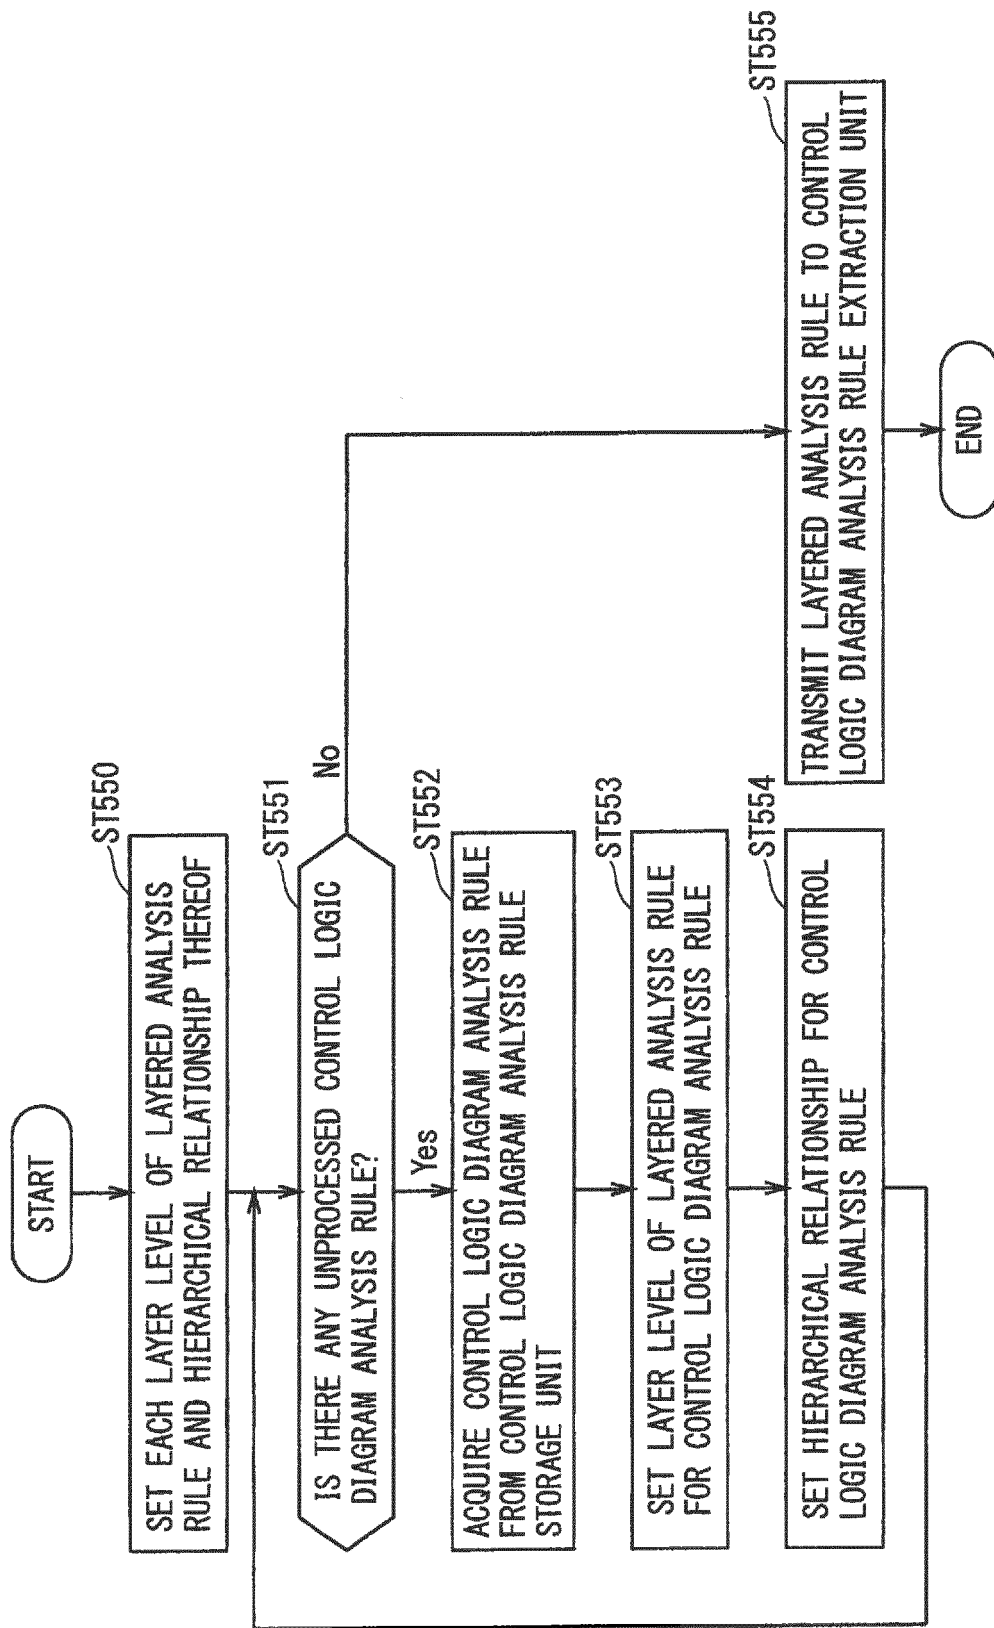 START
ST550
SET EACH LAYER LEVEL OF LAYERED ANALYSIS
RULE AND HIERARCHICAL RELATIONSHIP THEREOF
ST551
IS THERE ANY UNPROCESSED CONTROL LOGIC
DIAGRAM ANALYSIS RULE?
No
Yes
ST552
ACQUIRE CONTROL LOGIC DIAGRAM ANALYSIS RULE
FROM CONTROL LOGIC DIAGRAM ANALYSIS RULE
STORAGE UNIT
ST553
SET LAYER LEVEL OF LAYERED ANALYSIS RULE
FOR CONTROL LOGIC DIAGRAM ANALYSIS RULE
ST554
SET HIERARCHICAL RELATIONSHIP FOR CONTROL
LOGIC DIAGRAM ANALYSIS RULE
ST555
TRANSMIT LAYERED ANALYSIS RULE TO CONTROL
LOGIC DIAGRAM ANALYSIS RULE EXTRACTION UNIT
END